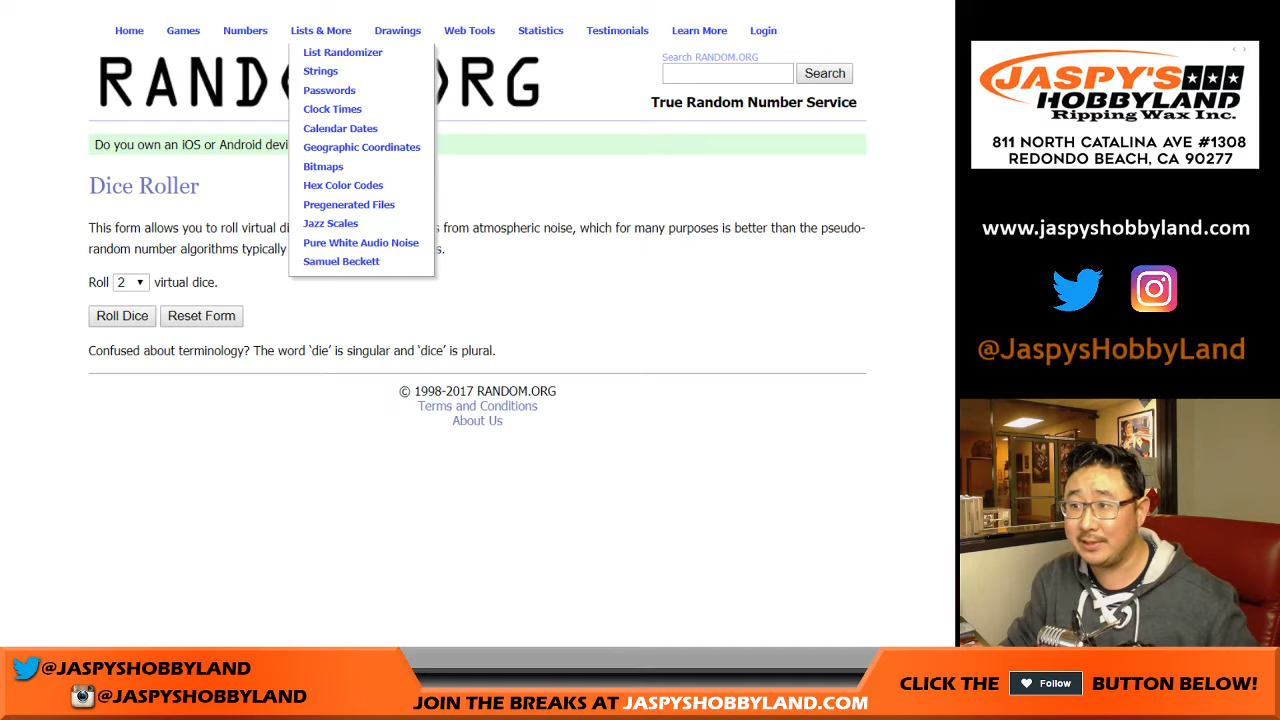 Home Games Numbers Lists & More Drawings Web Tools Statistics Testimonials Learn More Login
List Randomizer
Strings
Passwords
Clock Times
Calendar Dates
Geographic Coordinates
Bitmaps
Hex Color Codes
Pregenerated Files
Jazz Scales
Pure White Audio Noise
Samuel Beckett
RAND RG
Search RANDOM.ORG
Search
True Random Number Service
Do you own an iOS or Android devi
Dice Roller
This form allows you to roll virtual di s from atmospheric noise, which for many purposes is better than the pseudo-
random number algorithms typically s.
Roll 2 virtual dice.
Roll Dice Reset Form
Confused about terminology? The word ‘die’ is singular and ‘dice’ is plural.
© 1998-2017 RANDOM.ORG
Terms and Conditions
About Us
JASPY'S
HOBBYLAND
Ripping Wax Inc.
811 NORTH CATALINA AVE #1308
REDONDO BEACH, CA 90277
www.jaspyshobbyland.com
@JaspysHobbyLand
@JASPYSHOBBYLAND
@JASPYSHOBBYLAND
JOIN THE BREAKS AT JASPYSHOBBYLAND.COM
CLICK THE Follow BUTTON BELOW!